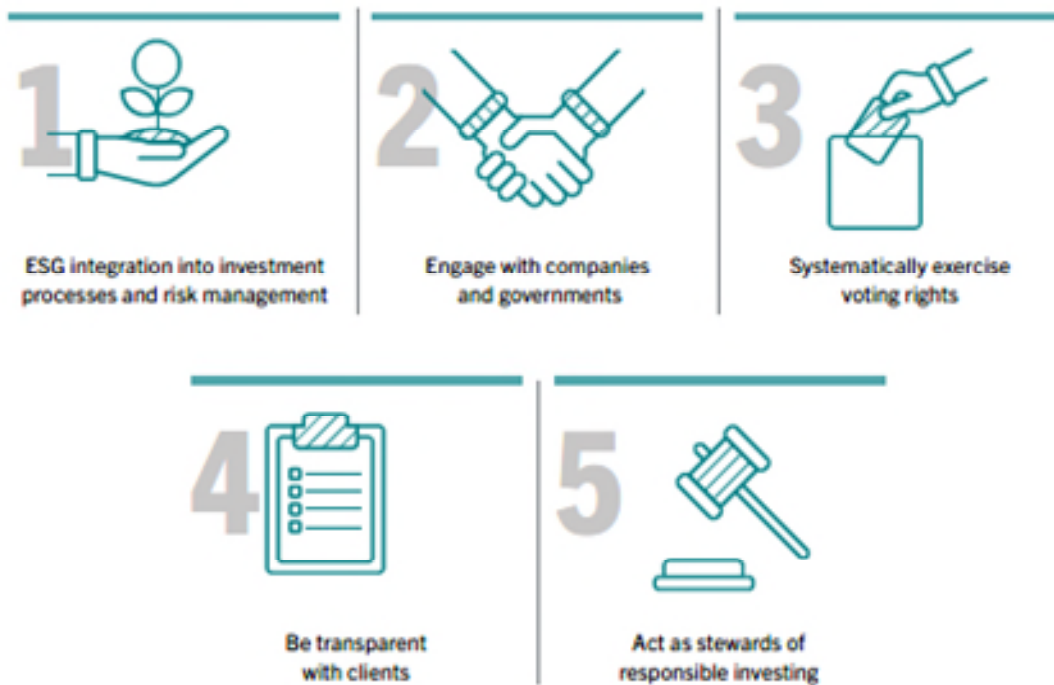 1
ESG integration into investment
processes and risk management
2
Engage with companies
and governments
3
Systematically exercise
voting rights
4
Be transparent
with clients
5
Act as stewards of
responsible investing